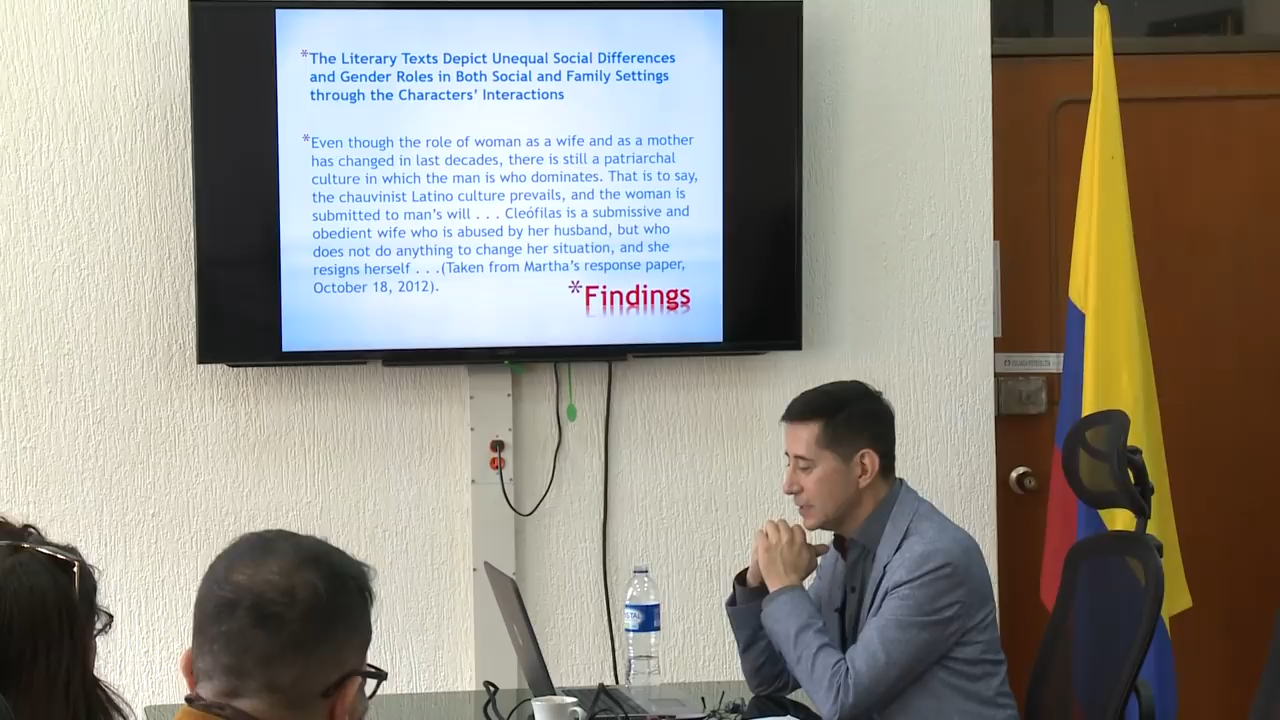 *The Literary Texts Depict Unequal Social Differences
and Gender Roles in Both Social and Family Settings
through the Characters' Interactions
*Even though the role of woman as a wife and as a mother
has changed in last decades, there is still a patriarchal
culture in which the man is who dominates. That is to say,
the chauvinist Latino culture prevails, and the woman is
submitted to man's will . . . Cleófilas is a submissive and
obedient wife who is abused by her husband, but who
does not do anything to change her situation, and she
resigns herself . . .(Taken from Martha's response paper,
October 18, 2012).
*Findings